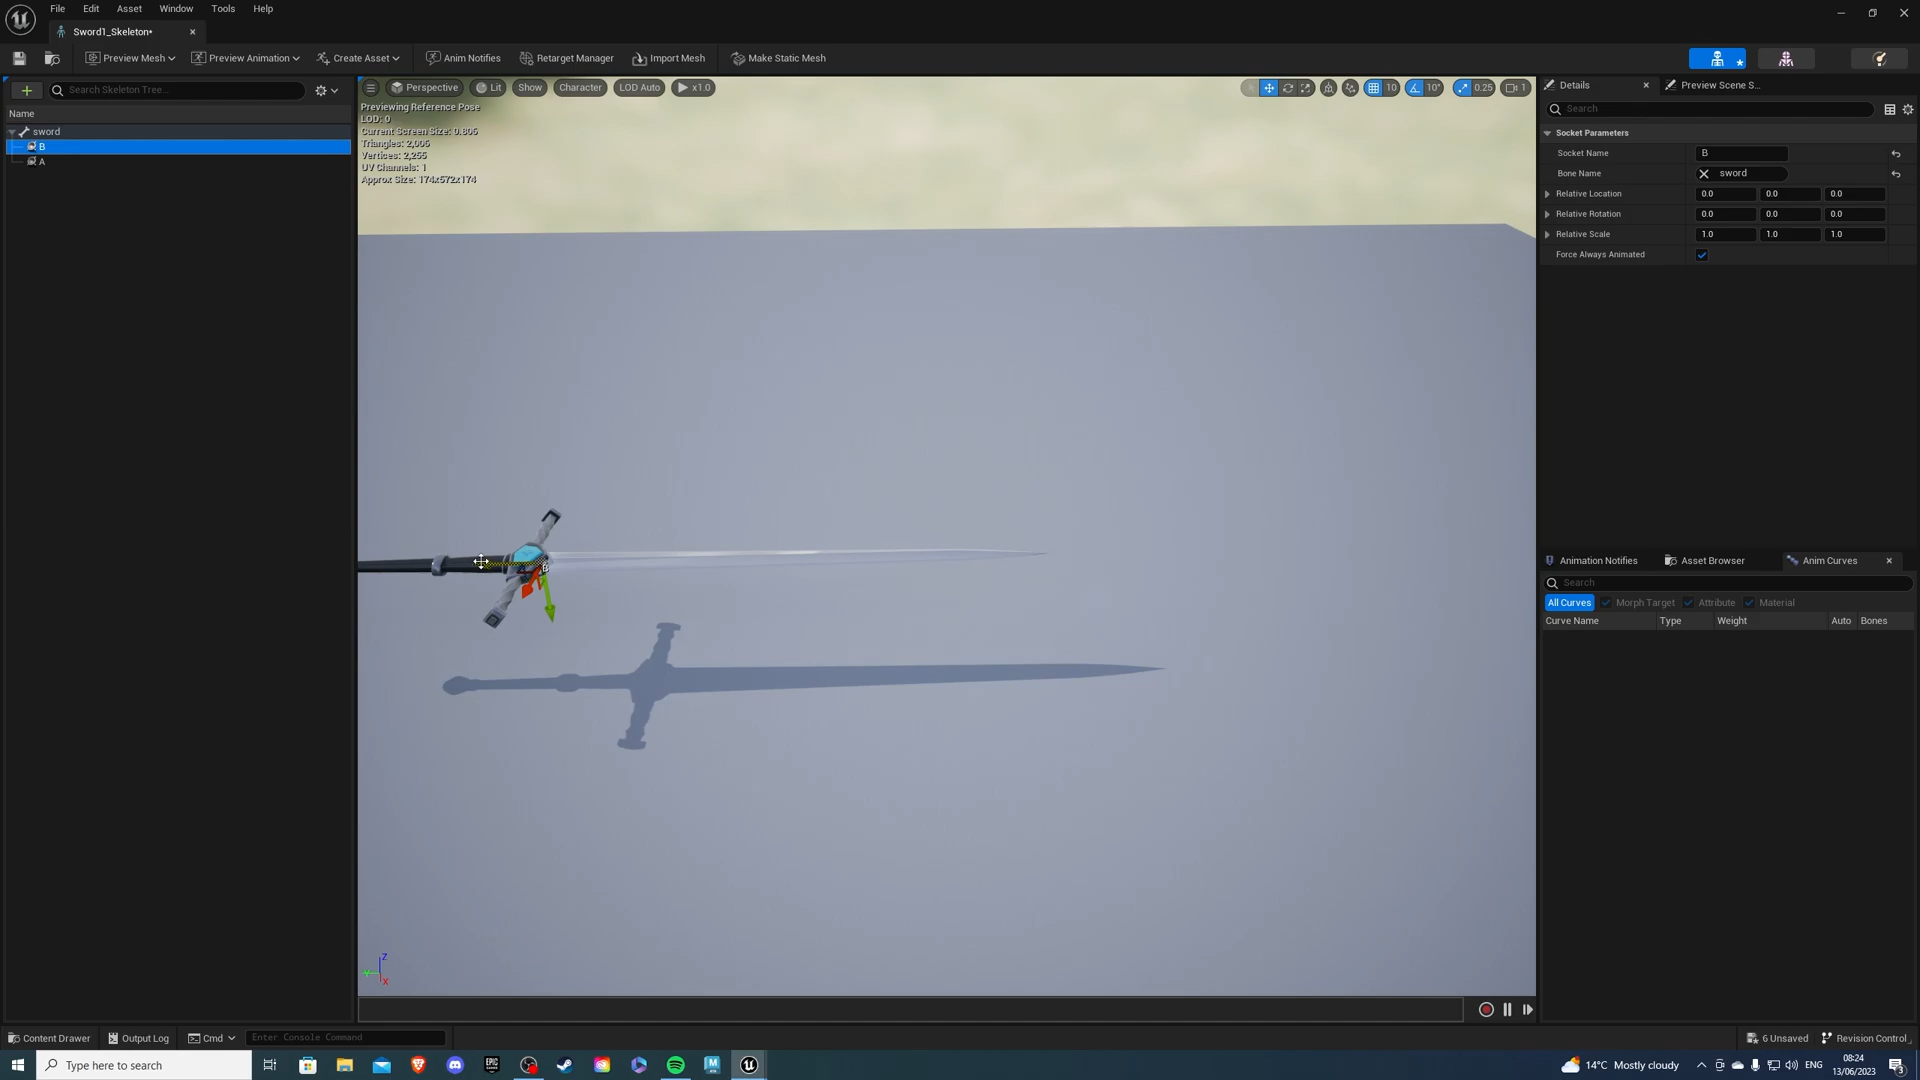 File Edit Asset Window Tools Help
Sword1_Skeleton*
Preview Mesh Preview Animation Create Asset Anim Notifies Retarget Manager Import Mesh Make Static Mesh
Search Skeleton Tree...
Name
sword
B
A
Perspective Lit Show Character LOD Auto x1.0
10 10° 0.25 1
Previewing Reference Pose
LOD: 0
Current Screen Size: 0.806
Triangles: 2,006
Vertices: 2,255
UV Channels: 1
Approx Size: 174x572x174
B
Z
Y
X
Details Preview Scene S...
Search
Socket Parameters
Socket Name B
Bone Name sword
Relative Location 0.0 0.0 0.0
Relative Rotation 0.0 0.0 0.0
Relative Scale 1.0 1.0 1.0
Force Always Animated
Animation Notifies Asset Browser Anim Curves
Search
All Curves Morph Target Attribute Material
Curve Name Type Weight Auto Bones
Content Drawer Output Log Cmd Enter Console Command
6 Unsaved Revision Control
Type here to search
14°C Mostly cloudy ENG
08:24
13/06/2023